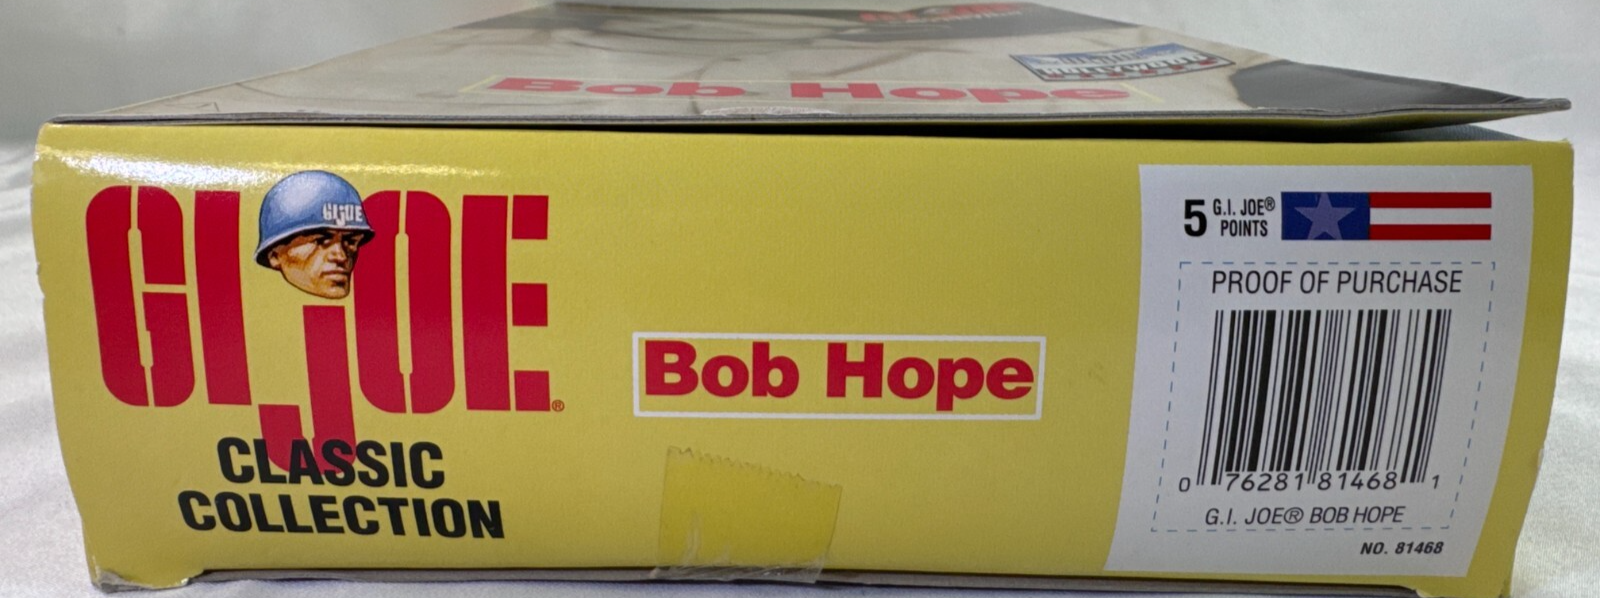 Bob Hope
GI JOE
GI JOE®
CLASSIC
COLLECTION
Bob Hope
5 G.I. JOE®
POINTS
PROOF OF PURCHASE
0 76281 81468 1
G.I. JOE® BOB HOPE
NO. 81468